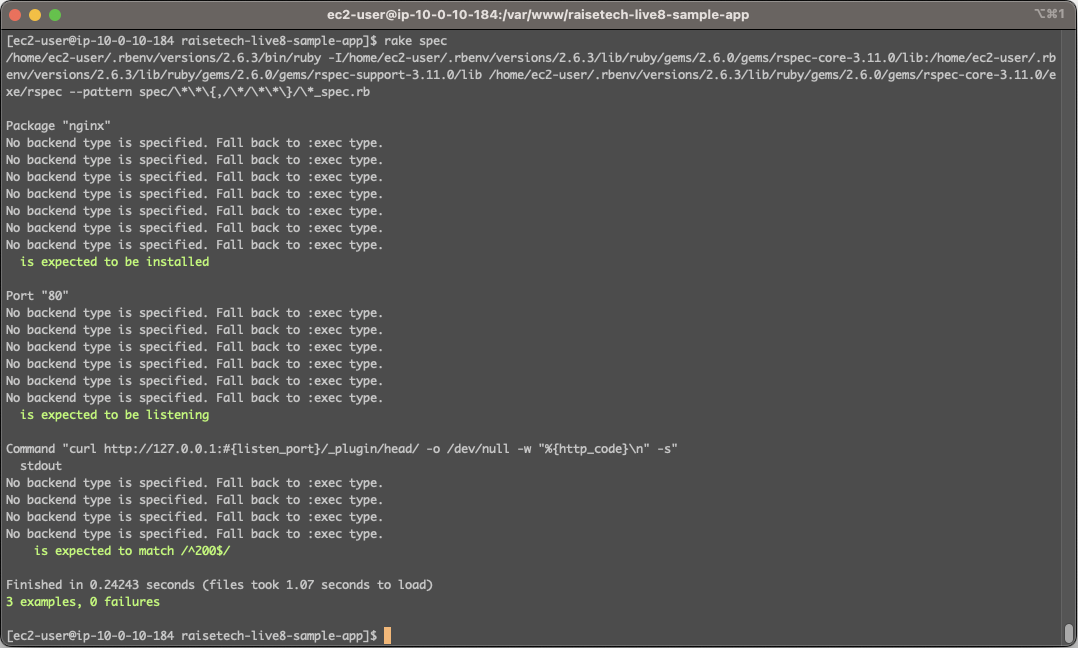 ec2-user@ip-10-0-10-184:/var/www/raisetech-live8-sample-app
⌥⌘1
[ec2-user@ip-10-0-10-184 raisetech-live8-sample-app]$ rake spec
/home/ec2-user/.rbenv/versions/2.6.3/bin/ruby -I/home/ec2-user/.rbenv/versions/2.6.3/lib/ruby/gems/2.6.0/gems/rspec-core-3.11.0/lib:/home/ec2-user/.rb
env/versions/2.6.3/lib/ruby/gems/2.6.0/gems/rspec-support-3.11.0/lib /home/ec2-user/.rbenv/versions/2.6.3/lib/ruby/gems/2.6.0/gems/rspec-core-3.11.0/e
xe/rspec --pattern spec/\*\*\{,/\*/\*\*\}/\*_spec.rb
Package "nginx"
No backend type is specified. Fall back to :exec type.
No backend type is specified. Fall back to :exec type.
No backend type is specified. Fall back to :exec type.
No backend type is specified. Fall back to :exec type.
No backend type is specified. Fall back to :exec type.
No backend type is specified. Fall back to :exec type.
No backend type is specified. Fall back to :exec type.
is expected to be installed
Port "80"
No backend type is specified. Fall back to :exec type.
No backend type is specified. Fall back to :exec type.
No backend type is specified. Fall back to :exec type.
No backend type is specified. Fall back to :exec type.
No backend type is specified. Fall back to :exec type.
No backend type is specified. Fall back to :exec type.
is expected to be listening
Command "curl http://127.0.0.1:#{listen_port}/_plugin/head/ -o /dev/null -w "%{http_code}\n" -s"
stdout
No backend type is specified. Fall back to :exec type.
No backend type is specified. Fall back to :exec type.
No backend type is specified. Fall back to :exec type.
No backend type is specified. Fall back to :exec type.
is expected to match /^200$/
Finished in 0.24243 seconds (files took 1.07 seconds to load)
3 examples, 0 failures
[ec2-user@ip-10-0-10-184 raisetech-live8-sample-app]$